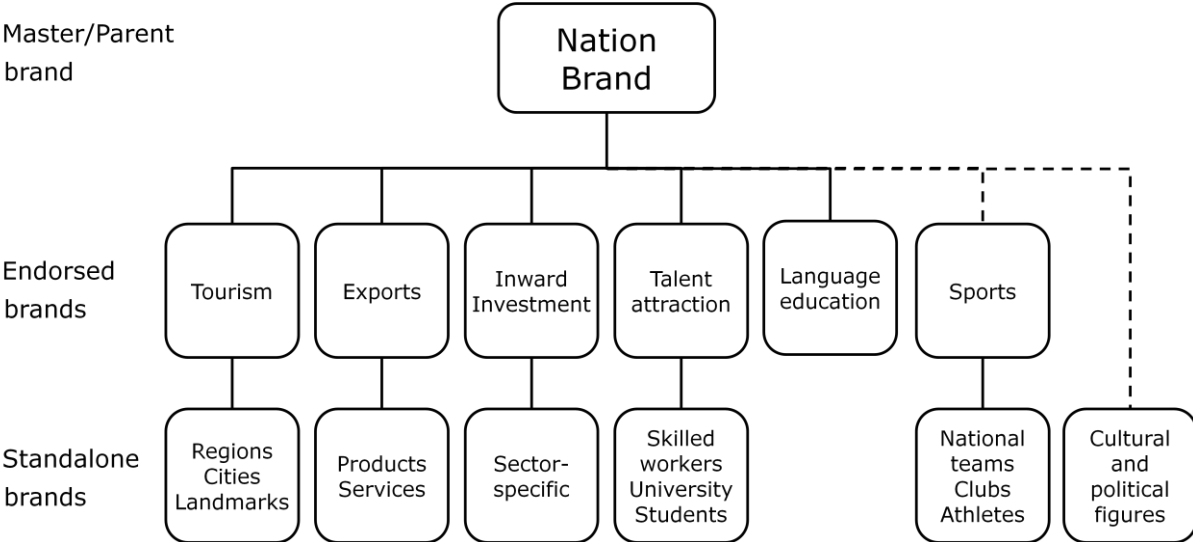 Master/Parent
brand
Nation
Brand
Endorsed
brands
Tourism
Exports
Inward
Investment
Talent
attraction
Language
education
Sports
Standalone
brands
Regions
Cities
Landmarks
Products
Services
Sector-
specific
Skilled
workers
University
Students
National
teams
Clubs
Athletes
Cultural
and
political
figures